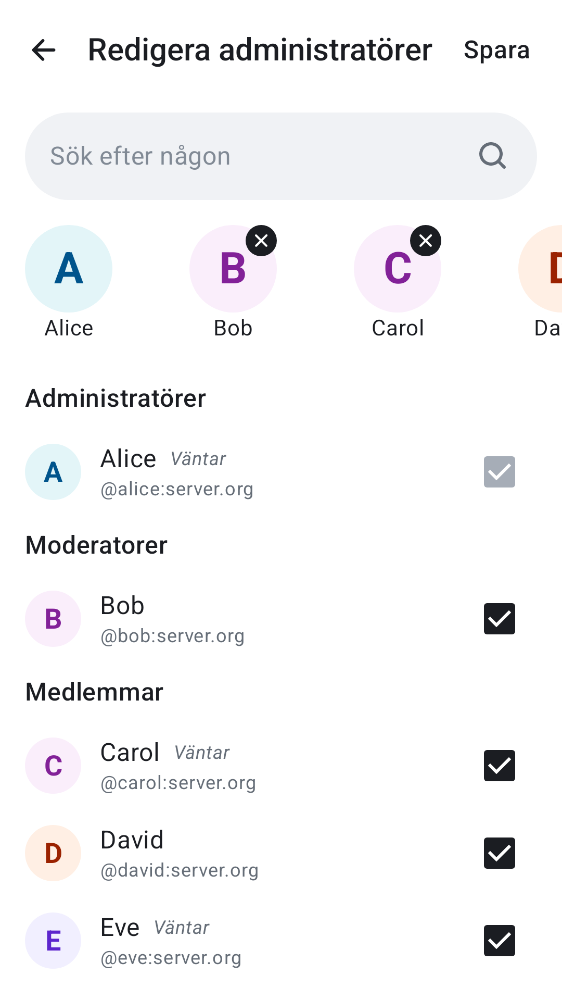 Redigera administratörer Spara
Sök efter någon
A B C D
Alice Bob Carol Da
Administratörer
A Alice Väntar
@alice:server.org
Moderatorer
B Bob
@bob:server.org
Medlemmar
C Carol Väntar
@carol:server.org
D David
@david:server.org
E Eve Väntar
@eve:server.org